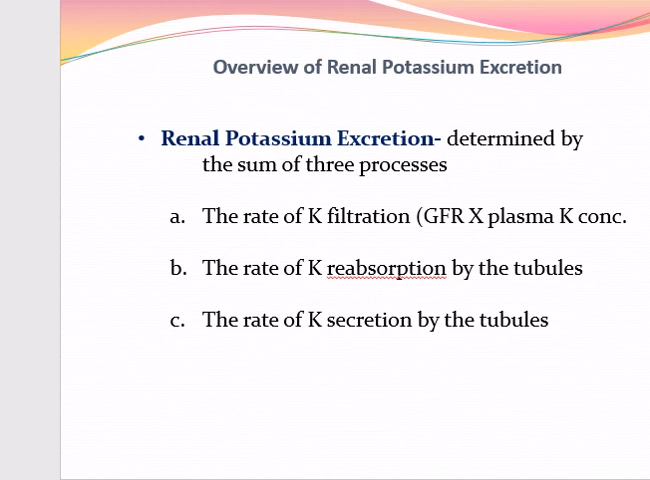 Overview of Renal Potassium Excretion
• Renal Potassium Excretion- determined by
the sum of three processes
a. The rate of K filtration (GFR X plasma K conc.
b. The rate of K reabsorption by the tubules
c. The rate of K secretion by the tubules